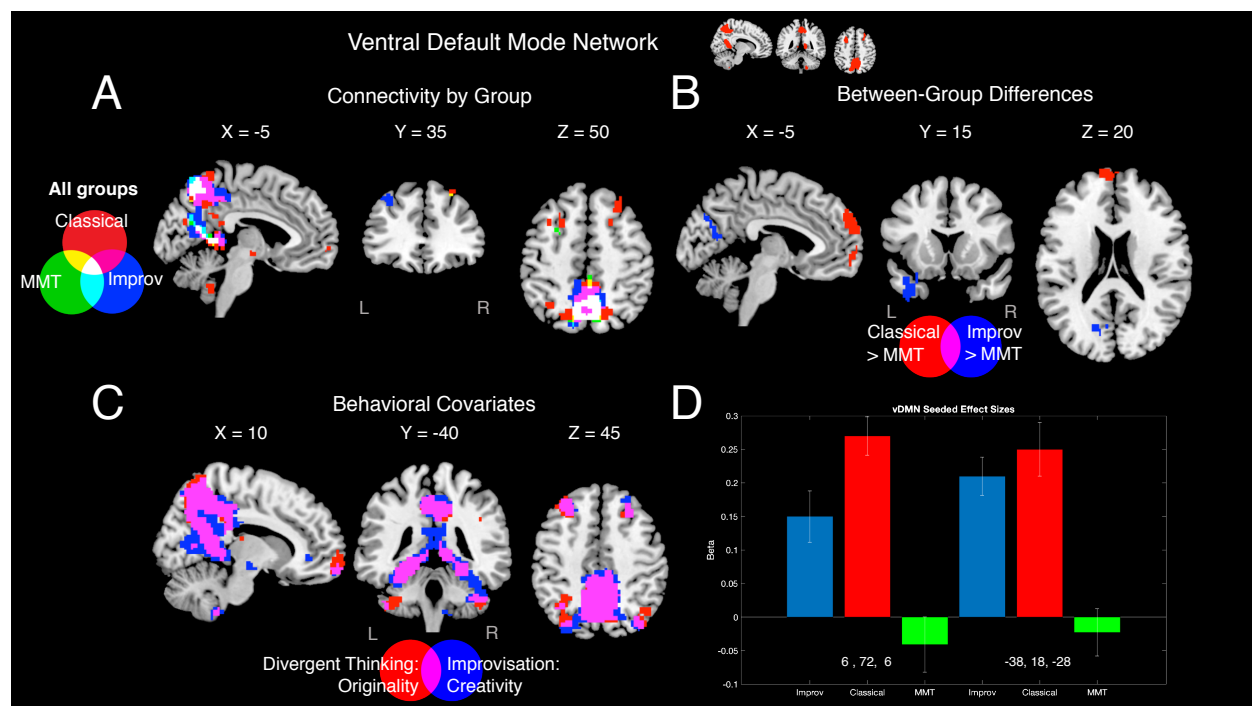 Ventral Default Mode Network
A
Connectivity by Group
X = -5
Y = 35
Z = 50
All groups
Classical
MMT
Improv
L
R
B
Between-Group Differences
X = -5
Y = 15
Z = 20
L
R
Classical
> MMT
Improv
> MMT
C
Behavioral Covariates
X = 10
Y = -40
Z = 45
L
R
Divergent Thinking:
Originality
Improvisation:
Creativity
D
vDMN Seeded Effect Sizes
Beta
0.3
0.25
0.2
0.15
0.1
0.05
0
-0.05
-0.1
6 , 72, 6
-38, 18, -28
Improv
Classical
MMT
Improv
Classical
MMT